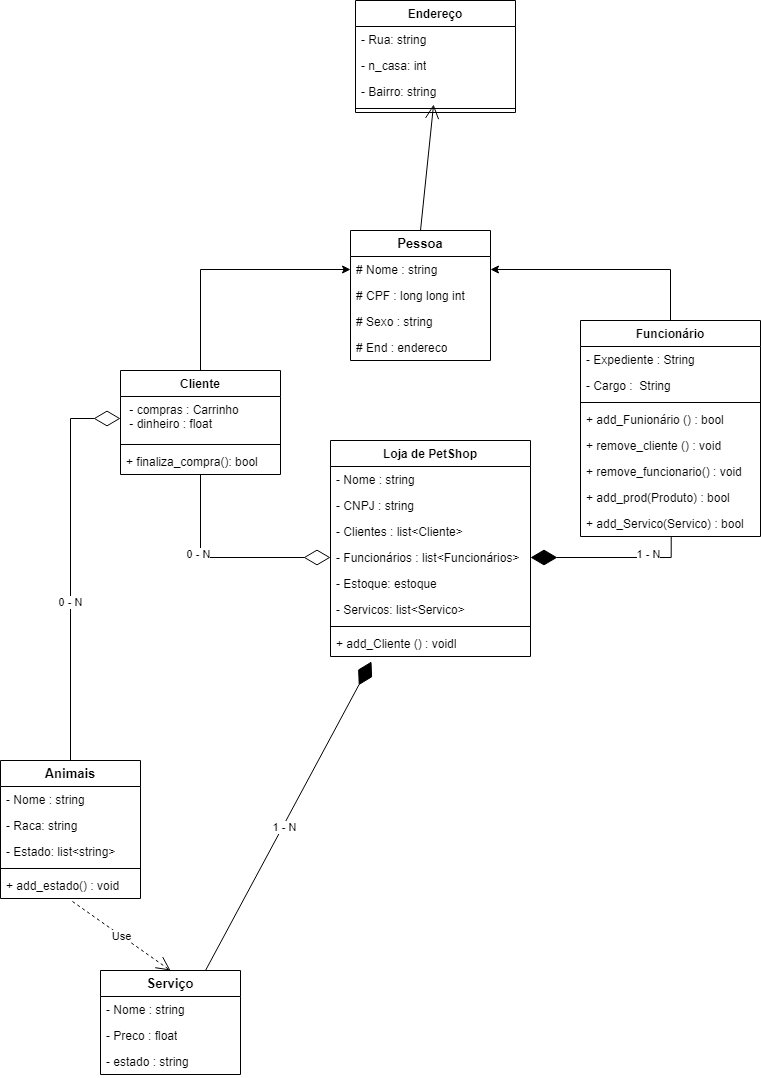 Endereço
- Rua: string
- n_casa: int
- Bairro: string
Pessoa
# Nome : string
# CPF : long long int
# Sexo : string
# End : endereco
Funcionário
- Expediente : String
- Cargo :  String
+ add_Funionário () : bool
+ remove_cliente () : void
+ remove_funcionario() : void
+ add_prod(Produto) : bool
+ add_Servico(Servico) : bool
Cliente
- compras : Carrinho
- dinheiro : float
+ finaliza_compra(): bool
Loja de PetShop
- Nome : string
- CNPJ : string
- Clientes : list<Cliente>
- Funcionários : list<Funcionários>
- Estoque: estoque
- Servicos: list<Servico>
+ add_Cliente () : voidl
0 - N
1 - N
0 - N
Animais
- Nome : string
- Raca: string
- Estado: list<string>
+ add_estado() : void
1 - N
Use
Serviço
- Nome : string
- Preco : float
- estado : string